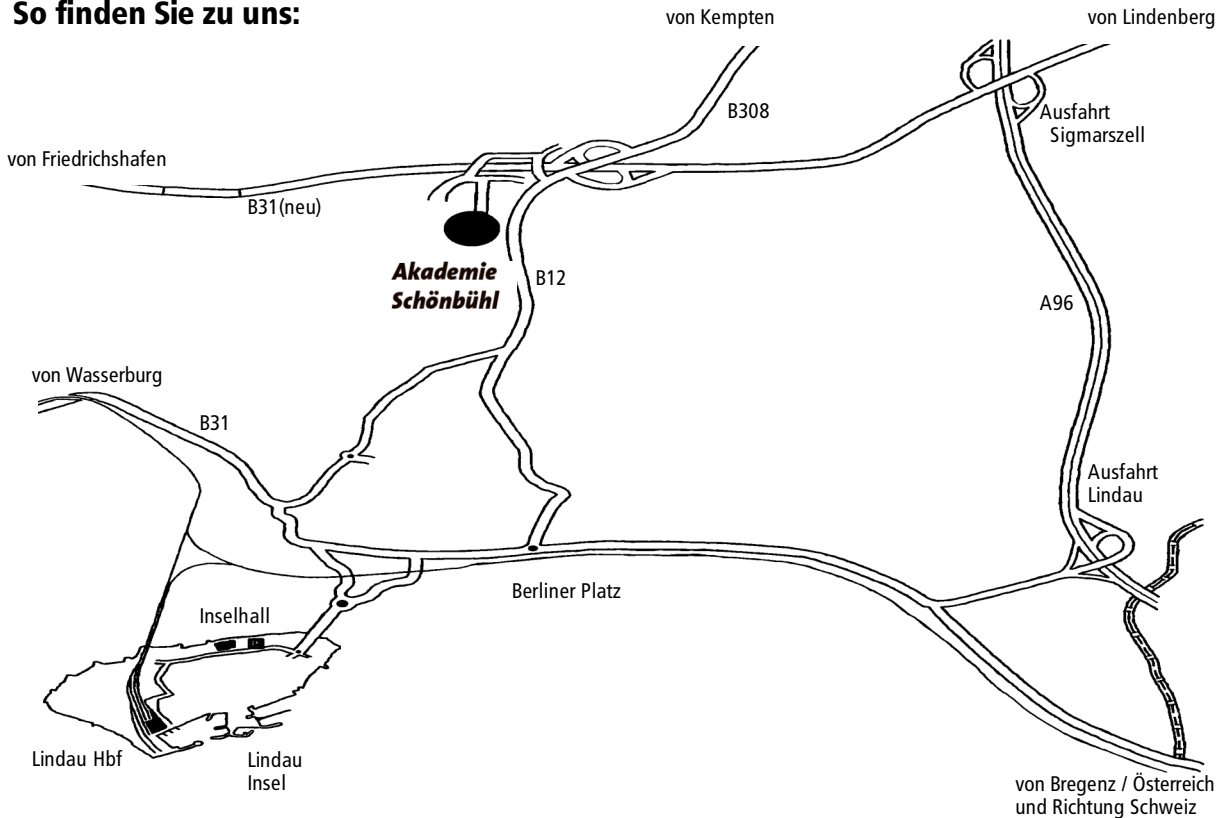 So finden Sie zu uns:
von Kempten
von Lindenberg
B308
Ausfahrt
Sigmarszell
von Friedrichshafen
B31(neu)
Akademie
Schönbühl
B12
A96
von Wasserburg
B31
Ausfahrt
Lindau
Berliner Platz
Inselhall
Lindau Hbf
Lindau
Insel
von Bregenz / Österreich
und Richtung Schweiz